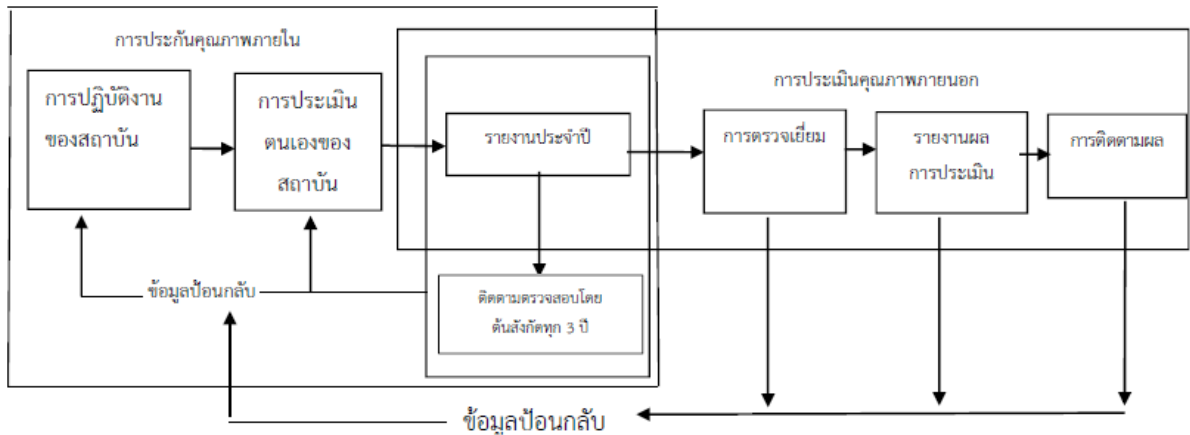 การประกันคุณภาพภายใน
การปฏิบัติงาน
ของสถาบัน
การประเมิน
ตนเองของ
สถาบัน
รายงานประจำปี
ติดตามตรวจสอบโดย
ต้นสังกัดทุก 3 ปี
ข้อมูลป้อนกลับ
การประเมินคุณภาพภายนอก
การตรวจเยี่ยม
รายงานผล
การประเมิน
การติดตามผล
ข้อมูลป้อนกลับ